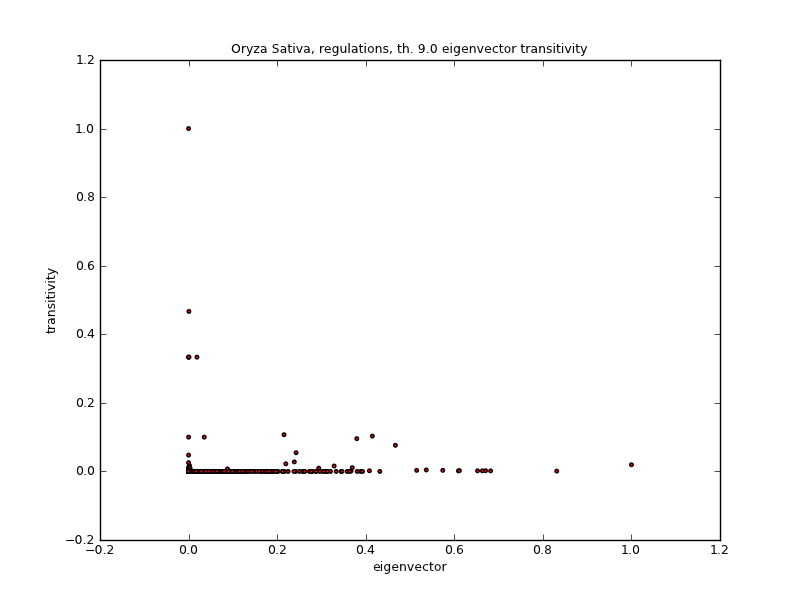 Oryza Sativa, regulations, th. 9.0 eigenvector transitivity
1.2
1.0
0.8
0.6
0.4
0.2
0.0
−0.2
transitivity
−0.2 0.0 0.2 0.4 0.6 0.8 1.0 1.2
eigenvector